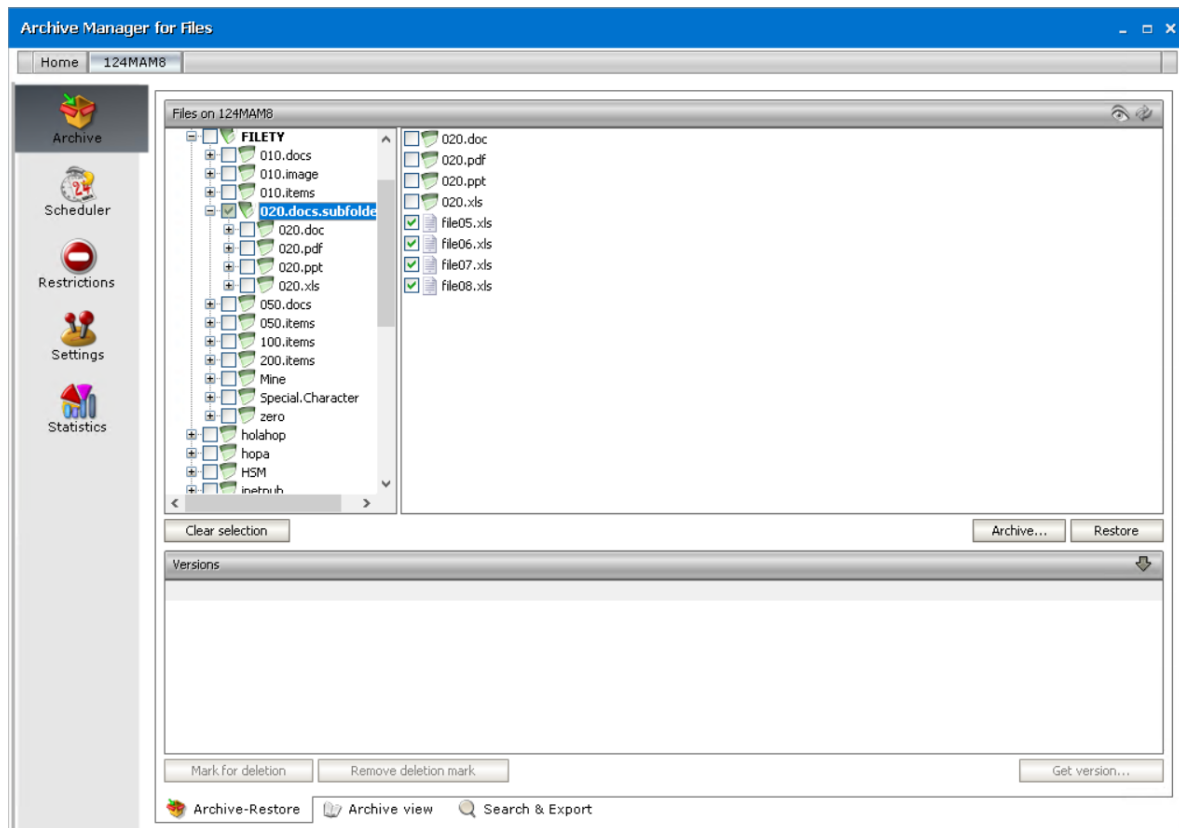 Archive Manager for Files
Home
124MAM8
Archive
Scheduler
24
Restrictions
Settings
Statistics
Files on 124MAM8
FILETY
010.docs
010.image
010.items
020.docs.subfolde
020.doc
020.pdf
020.ppt
020.xls
050.docs
050.items
100.items
200.items
Mine
Special.Character
zero
holahop
hopa
HSM
inetpub
020.doc
020.pdf
020.ppt
020.xls
file05.xls
file06.xls
file07.xls
file08.xls
Clear selection
Archive...
Restore
Versions
Mark for deletion
Remove deletion mark
Get version...
Archive-Restore
Archive view
Search & Export